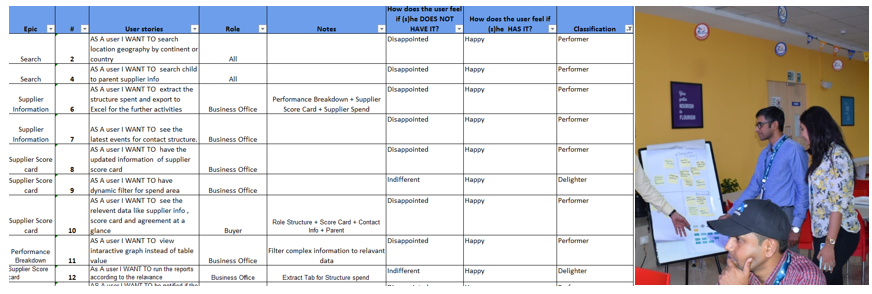 How does the user feel
if (s)he DOES NOT
HAVE IT?
How does the user feel
if (s)he HAS IT?
Epic # User stories Role Notes Classification
Search 2 AS A user I WANT TO search
location geography by continent or
country
All Disappointed Happy Performer
Search 4 AS A user I WANT TO search child
to parent supplier info
All Disappointed Happy Performer
Supplier
Information 6 AS A user I WANT TO extract the
structure spent and export to
Excel for the further activities
Business Office Performance Breakdown + Supplier
Score Card + Supplier Spend
Disappointed Happy Performer
Supplier
Information 7 AS A user I WANT TO see the
latest events for contact structure.
Business Office Disappointed Happy Performer
Supplier Score
card 8 AS A user I WANT TO have the
updated information of supplier
score card
Business Office Disappointed Happy Performer
Supplier Score
card 9 AS A user I WANT TO have
dynamic filter for spend area
Business Office Indifferent Happy Delighter
Supplier Score
card 10 AS A user I WANT TO see the
relevent data like supplier info ,
score card and agreement at a
glance
Buyer Role Structure + Score Card + Contact
Info + Parent
Disappointed Happy Performer
Performance
Breakdown 11 AS A user I WANT TO view
interactive graph instead of table
value
Business Office Filter complex information to relavant
data
Disappointed Happy Performer
Supplier Score
card 12 As A user I WANT TO run the reports
according to the relavance
Business Office Extract Tab for Structure spend
Indifferent Happy Delighter
FLOURISH